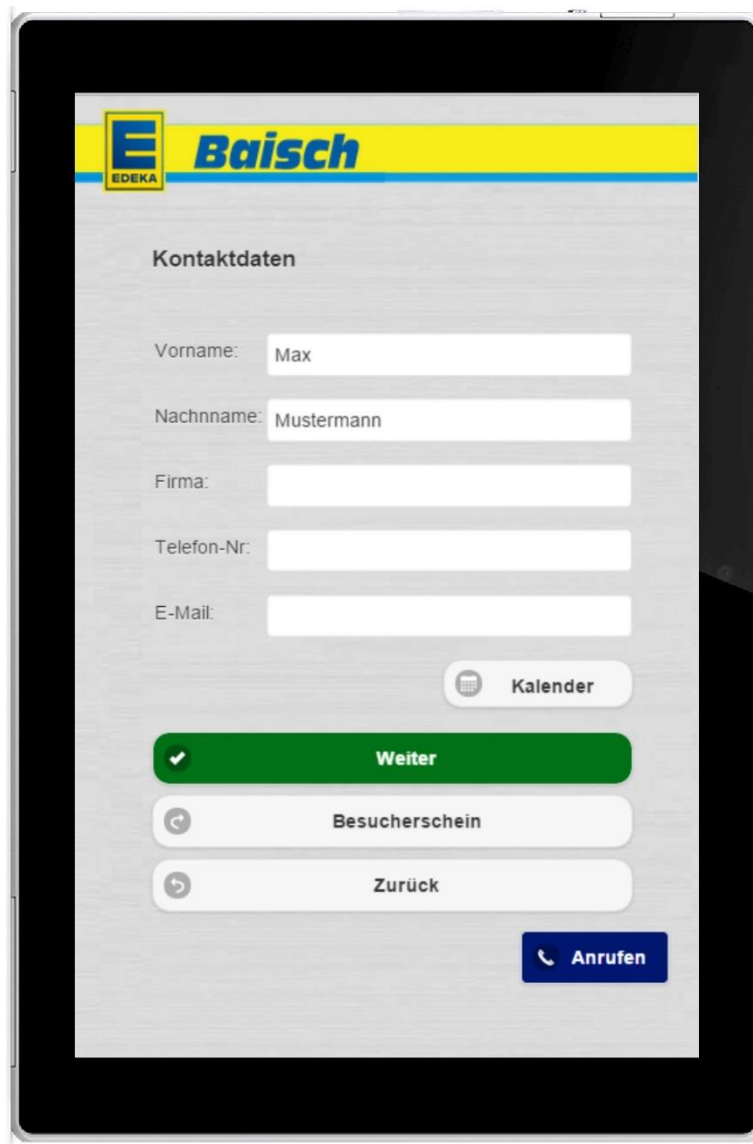 EDEKA
Baisch
Kontaktdaten
Vorname: Max
Nachnname: Mustermann
Firma:
Telefon-Nr:
E-Mail:
Kalender
Weiter
Besucherschein
Zurück
Anrufen